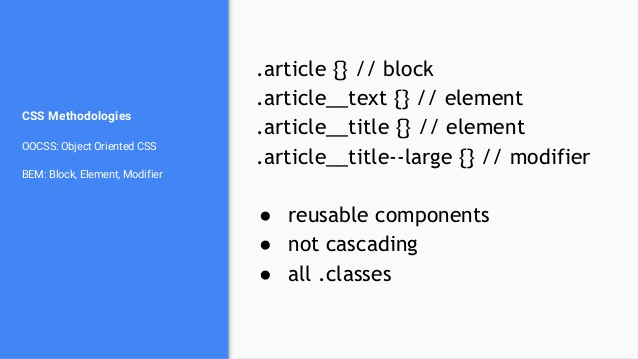 CSS Methodologies
OOCSS: Object Oriented CSS
BEM: Block, Element, Modifier
.article {} // block
.article__text {} // element
.article__title {} // element
.article__title--large {} // modifier
● reusable components
● not cascading
● all .classes